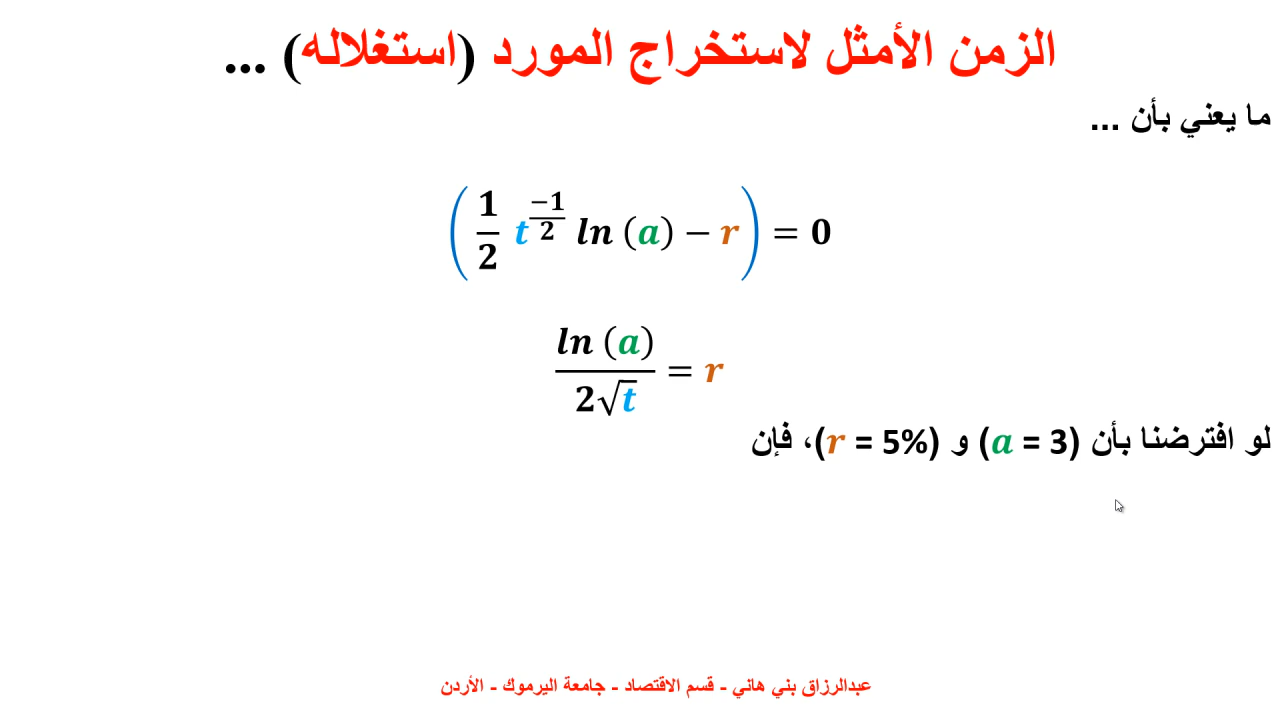 الزمن الأمثل لاستخراج المورد (استغلاله) ...
ما يعني بأن ...
(1/2 t^(-1/2) ln (a) − r) = 0
ln (a) / 2√t = r
لو افترضنا بأن (a = 3) و (r = 5%)، فإن
عبدالرزاق بني هاني - قسم الاقتصاد - جامعة اليرموك - الأردن